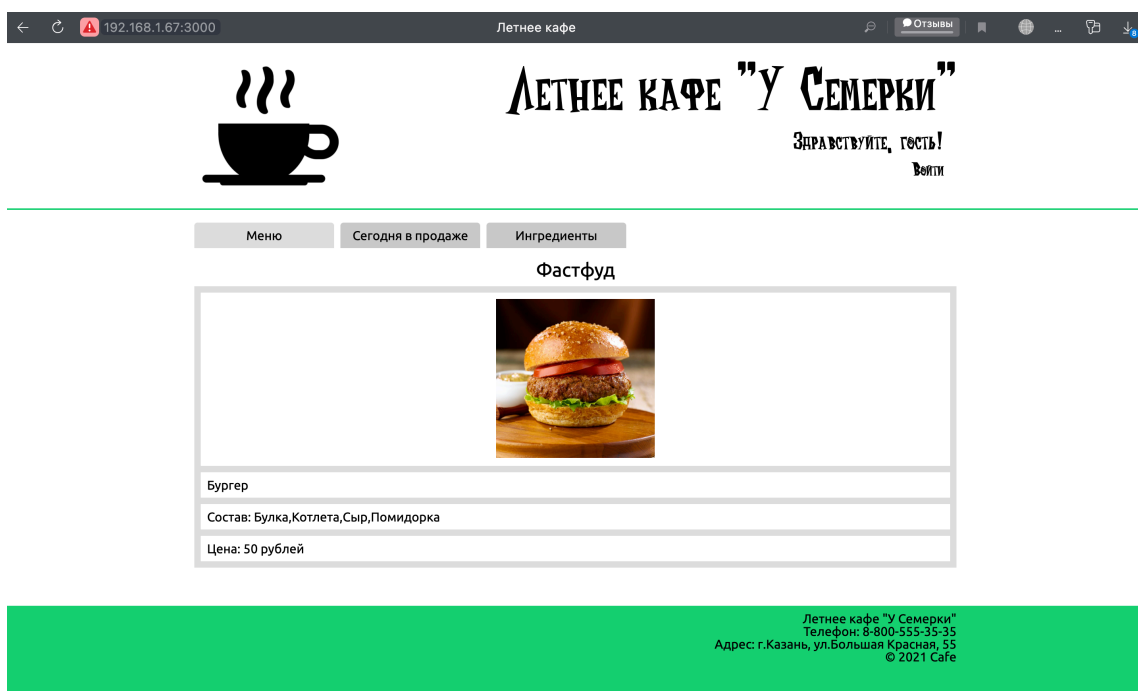 192.168.1.67:3000
Летнее кафе
Отзывы
...
8
Летнее кафе "У Семерки"
Здравствуйте, гость!
Войти
Меню
Сегодня в продаже
Ингредиенты
Фастфуд
Бургер
Состав: Булка,Котлета,Сыр,Помидорка
Цена: 50 рублей
Летнее кафе "У Семерки"
Телефон: 8-800-555-35-35
Адрес: г.Казань, ул.Большая Красная, 55
© 2021 Cafe